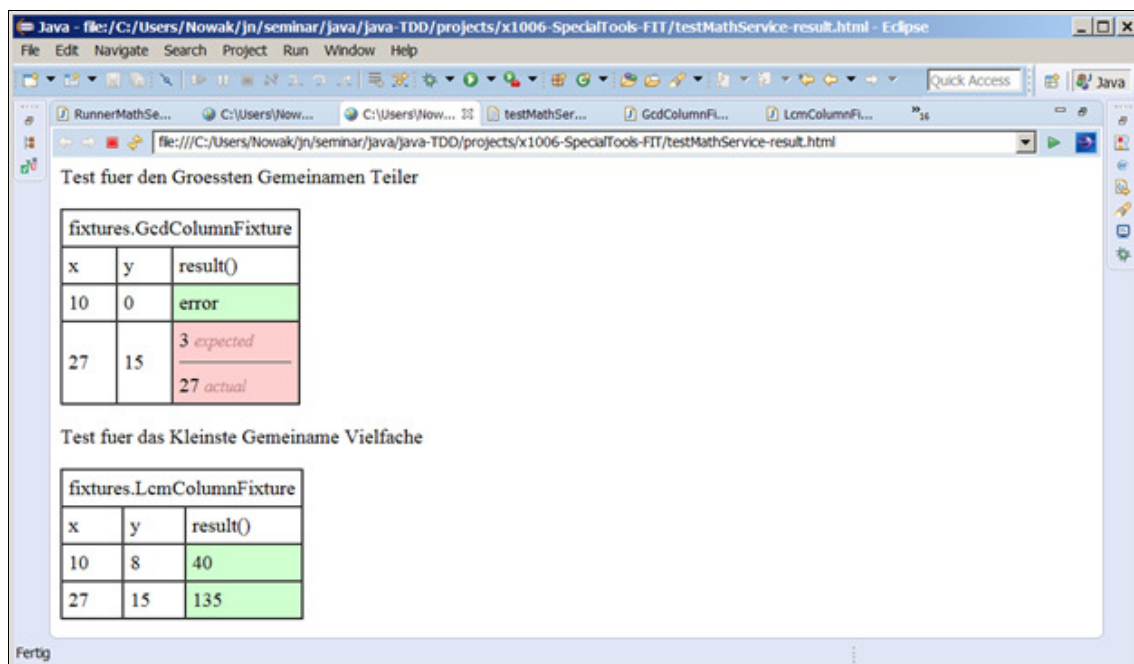 Java - file:/C:/Users/Nowak/jn/seminar/java/java-TDD/projects/x1006-SpecialTools-FIT/testMathService-result.html - Eclipse
File Edit Navigate Search Project Run Window Help
Quick Access Java
RunnerMathSe... C:\Users\Now... C:\Users\Now... testMathSer... GcdColumnFi... LcmColumnFi... »16
file:///C:/Users/Nowak/jn/seminar/java/java-TDD/projects/x1006-SpecialTools-FIT/testMathService-result.html
Test fuer den Groessten Gemeinamen Teiler
fixtures.GcdColumnFixture
x y result()
10 0 error
27 15 3 expected
27 actual
Test fuer das Kleinste Gemeiname Vielfache
fixtures.LcmColumnFixture
x y result()
10 8 40
27 15 135
Fertig